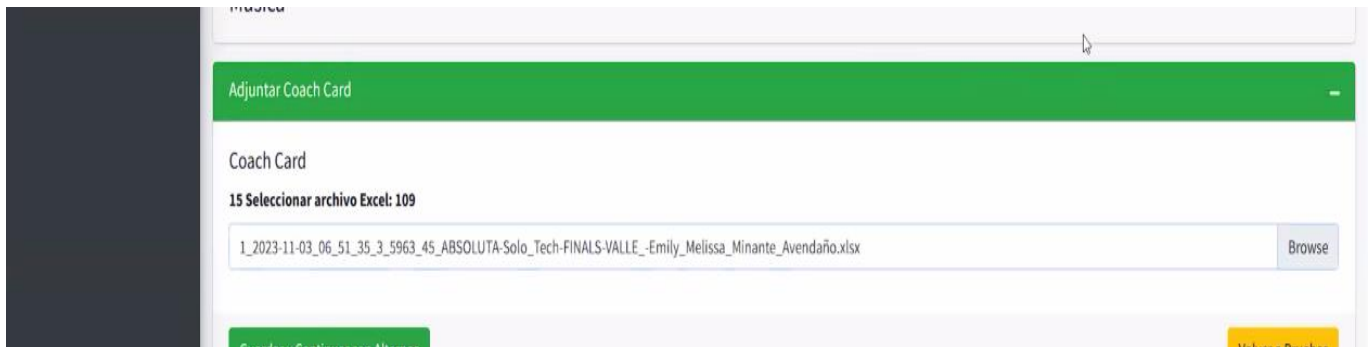 Adjuntar Coach Card
Coach Card
15 Seleccionar archivo Excel: 109
1_2023-11-03_06_51_35_3_5963_45_ABSOLUTA-Solo_Tech-FINALS-VALLE_-Emily_Melissa_Minante_Avendaño.xlsx Browse